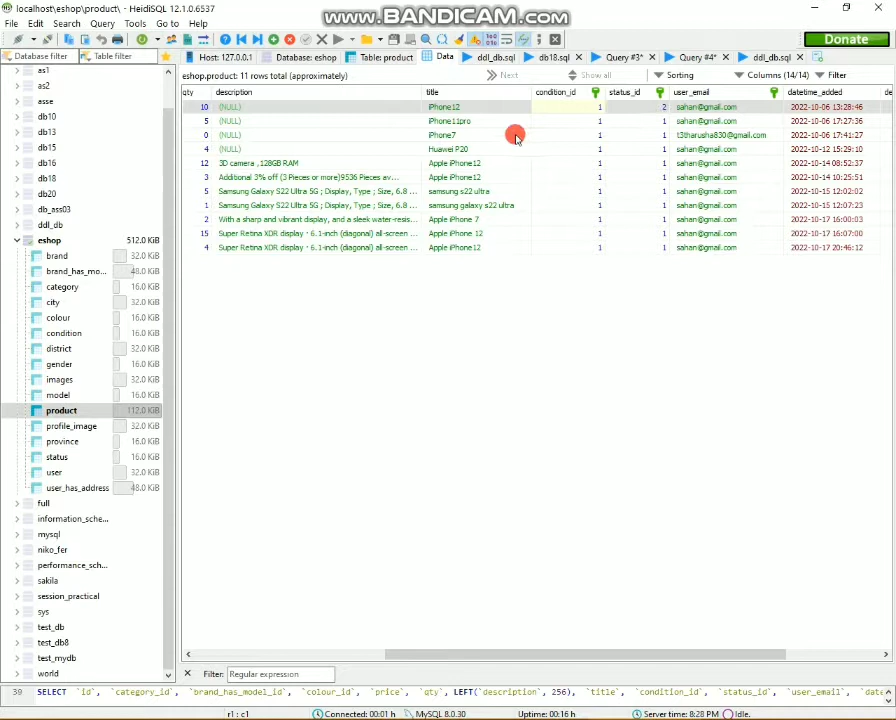 localhost\eshop\product\ - HeidiSQL 12.1.0.6537
www.BANDICAM.com
File Edit Search Query Tools Go to Help
Donate
Database filter Table filter Host: 127.0.0.1 Database: eshop Table: product Data ddl_db.sql db18.sql Query #3* Query #4* ddl_db.sql
eshop.product: 11 rows total (approximately) Next Show all Sorting Columns (14/14) Filter
qty description title condition_id status_id user_email datetime_added de
10 (NULL) iPhone12 1 2 sahan@gmail.com 2022-10-06 13:28:46
5 (NULL) iPhone11pro 1 1 sahan@gmail.com 2022-10-06 17:27:36
0 (NULL) iPhone7 1 1 t3tharusha830@gmail.com 2022-10-06 17:41:27
4 (NULL) Huawei P20 1 1 sahan@gmail.com 2022-10-12 15:29:10
12 3D camera ,128GB RAM Apple iPhone12 1 1 sahan@gmail.com 2022-10-14 08:52:37
3 Additional 3% off (3 Pieces or more)9536 Pieces av... Apple iPhone12 1 1 sahan@gmail.com 2022-10-14 10:25:51
5 Samsung Galaxy S22 Ultra 5G ; Display, Type ; Size, 6.8 ... samsung s22 ultra 1 1 sahan@gmail.com 2022-10-15 12:02:02
1 Samsung Galaxy S22 Ultra 5G ; Display, Type ; Size, 6.8 ... samsung galaxy s22 ultra 1 1 sahan@gmail.com 2022-10-15 12:07:23
2 With a sharp and vibrant display, and a sleek water-resis... Apple iPhone 7 1 1 sahan@gmail.com 2022-10-17 16:00:03
15 Super Retina XDR display · 6.1-inch (diagonal) all-screen ... Apple iPhone 12 1 1 sahan@gmail.com 2022-10-17 16:07:00
4 Super Retina XDR display · 6.1-inch (diagonal) all-screen ... Apple iPhone12 1 1 sahan@gmail.com 2022-10-17 20:46:12
as1
as2
asse
db10
db13
db15
db16
db18
db20
db_ass03
ddl_db
eshop 512.0 KiB
brand 32.0 KiB
brand_has_mo... 48.0 KiB
category 16.0 KiB
city 32.0 KiB
colour 16.0 KiB
condition 16.0 KiB
district 32.0 KiB
gender 16.0 KiB
images 32.0 KiB
model 16.0 KiB
product 112.0 KiB
profile_image 32.0 KiB
province 16.0 KiB
status 16.0 KiB
user 32.0 KiB
user_has_address 48.0 KiB
full
information_sche...
mysql
niko_fer
performance_sch...
sakila
session_practical
sys
test_db
test_db8
test_mydb
world
Filter: Regular expression
39 SELECT `id`, `category_id`, `brand_has_model_id`, `colour_id`, `price`, `qty`, LEFT(`description`, 256), `title`, `condition_id`, `status_id`, `user_email`, `date
r1 : c1 Connected: 00:01 h MySQL 8.0.30 Uptime: 00:16 h Server time: 8:28 PM Idle.